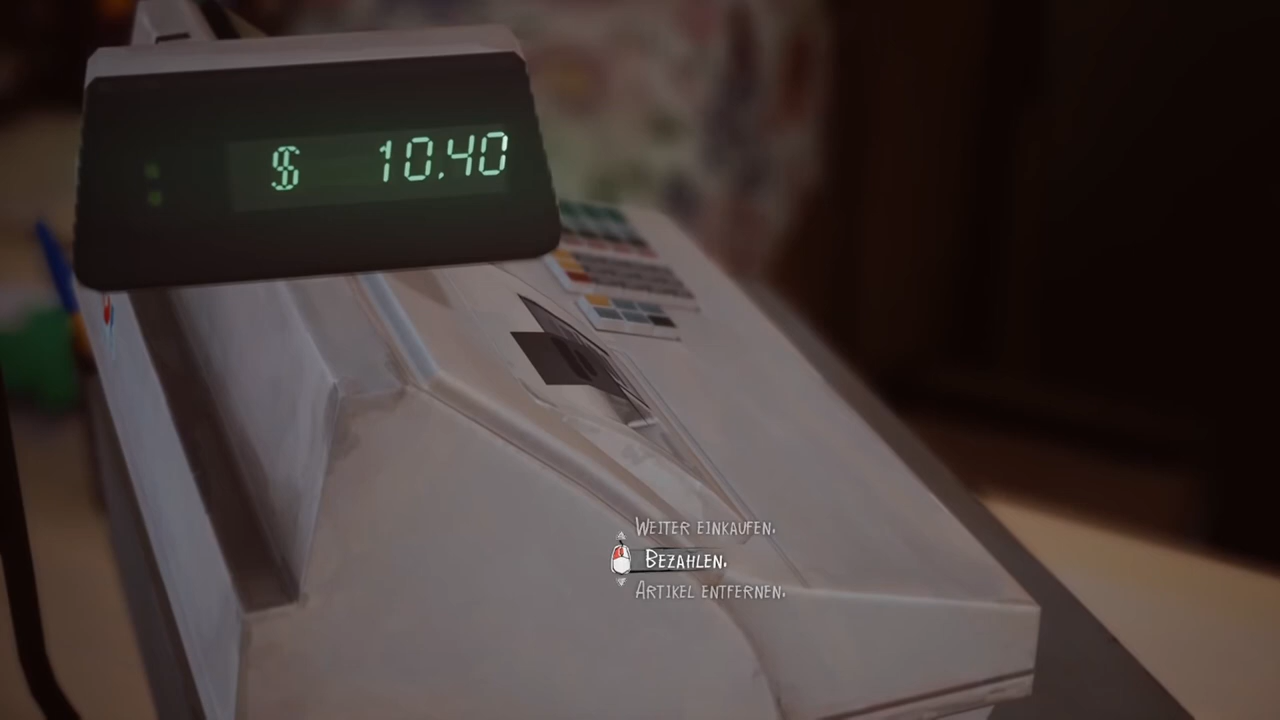 $ 10.40
WEITER EINKAUFEN.
BEZAHLEN.
ARTIKEL ENTFERNEN.